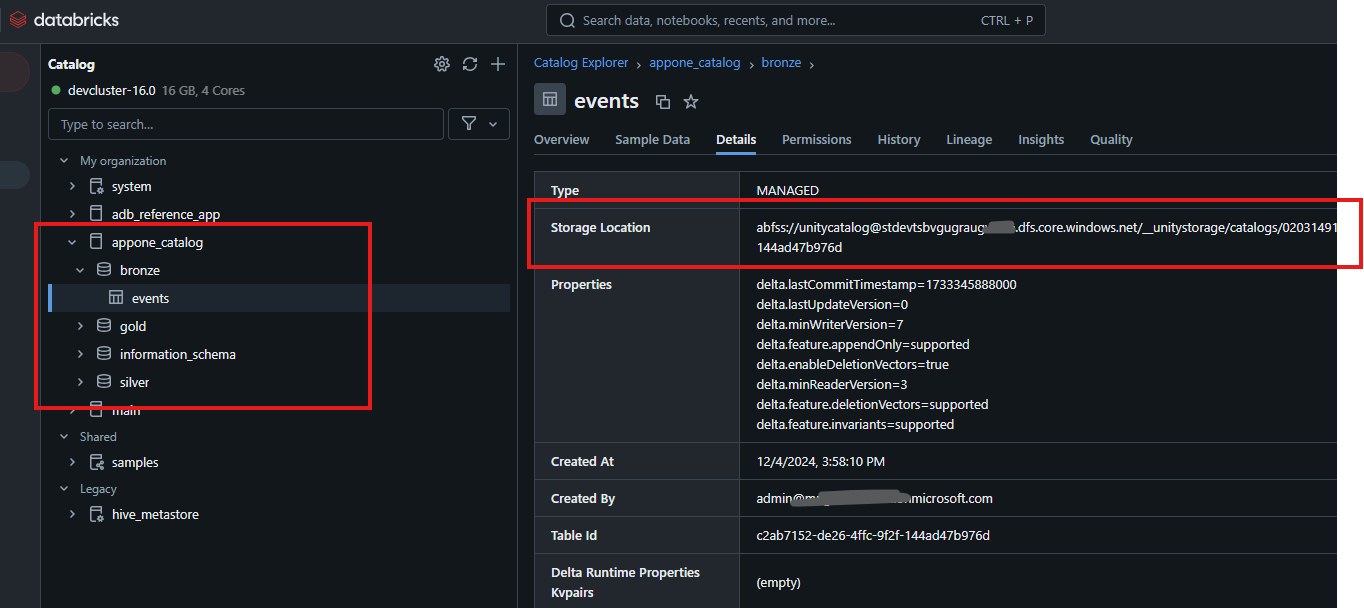 databricks
Search data, notebooks, recents, and more...
CTRL + P
Catalog
devcluster-16.0 16 GB, 4 Cores
Type to search...
My organization
system
adb_reference_app
appone_catalog
bronze
events
gold
information_schema
silver
main
Shared
samples
Legacy
hive_metastore
Catalog Explorer › appone_catalog › bronze ›
events
Overview Sample Data Details Permissions History Lineage Insights Quality
Type MANAGED
Storage Location abfss://unitycatalog@stdevtsbvgugraug .dfs.core.windows.net/__unitystorage/catalogs/02031491
144ad47b976d
Properties delta.lastCommitTimestamp=1733345888000
delta.lastUpdateVersion=0
delta.minWriterVersion=7
delta.feature.appendOnly=supported
delta.enableDeletionVectors=true
delta.minReaderVersion=3
delta.feature.deletionVectors=supported
delta.feature.invariants=supported
Created At 12/4/2024, 3:58:10 PM
Created By admin@m nmicrosoft.com
Table Id c2ab7152-de26-4ffc-9f2f-144ad47b976d
Delta Runtime Properties
Kvpairs
(empty)